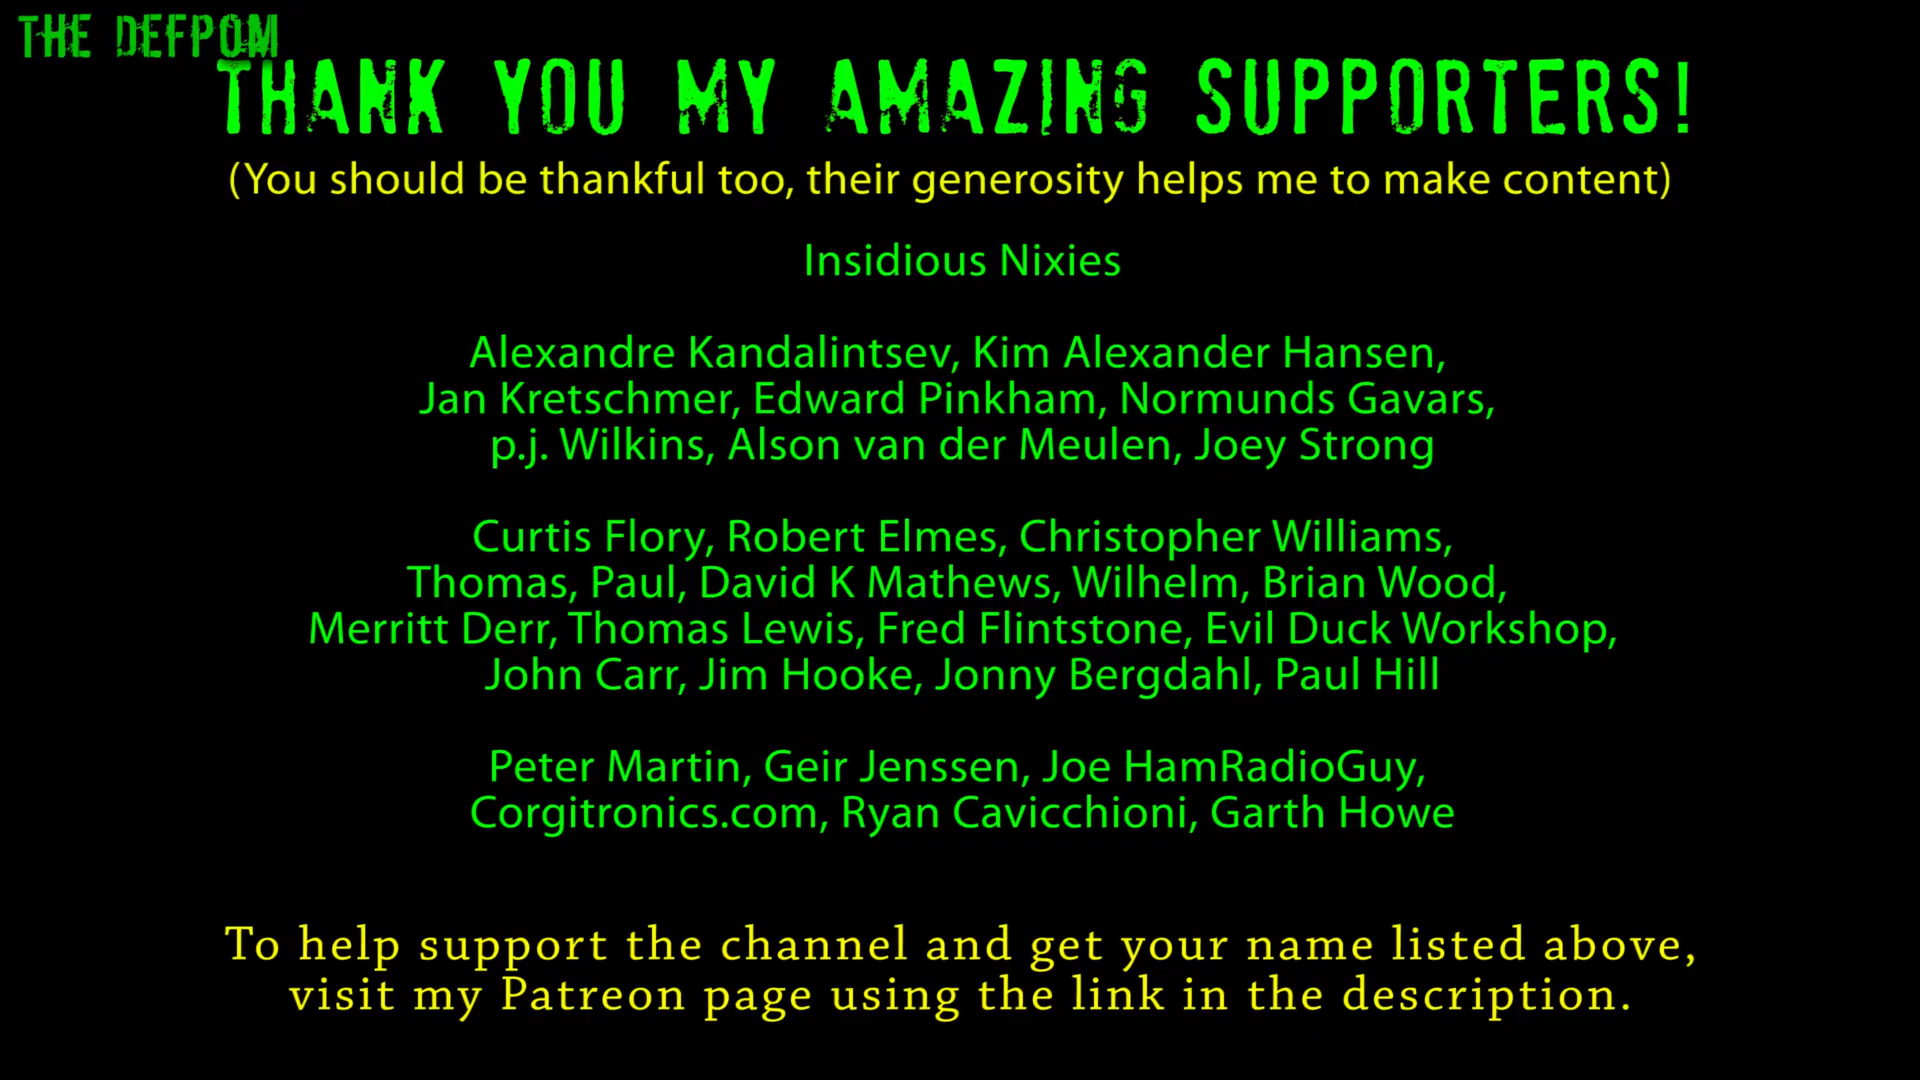 THE DEFPOM
THANK YOU MY AMAZING SUPPORTERS!
(You should be thankful too, their generosity helps me to make content)
Insidious Nixies
Alexandre Kandalintsev, Kim Alexander Hansen,
Jan Kretschmer, Edward Pinkham, Normunds Gavars,
p.j. Wilkins, Alson van der Meulen, Joey Strong
Curtis Flory, Robert Elmes, Christopher Williams,
Thomas, Paul, David K Mathews, Wilhelm, Brian Wood,
Merritt Derr, Thomas Lewis, Fred Flintstone, Evil Duck Workshop,
John Carr, Jim Hooke, Jonny Bergdahl, Paul Hill
Peter Martin, Geir Jenssen, Joe HamRadioGuy,
Corgitronics.com, Ryan Cavicchioni, Garth Howe
To help support the channel and get your name listed above,
visit my Patreon page using the link in the description.